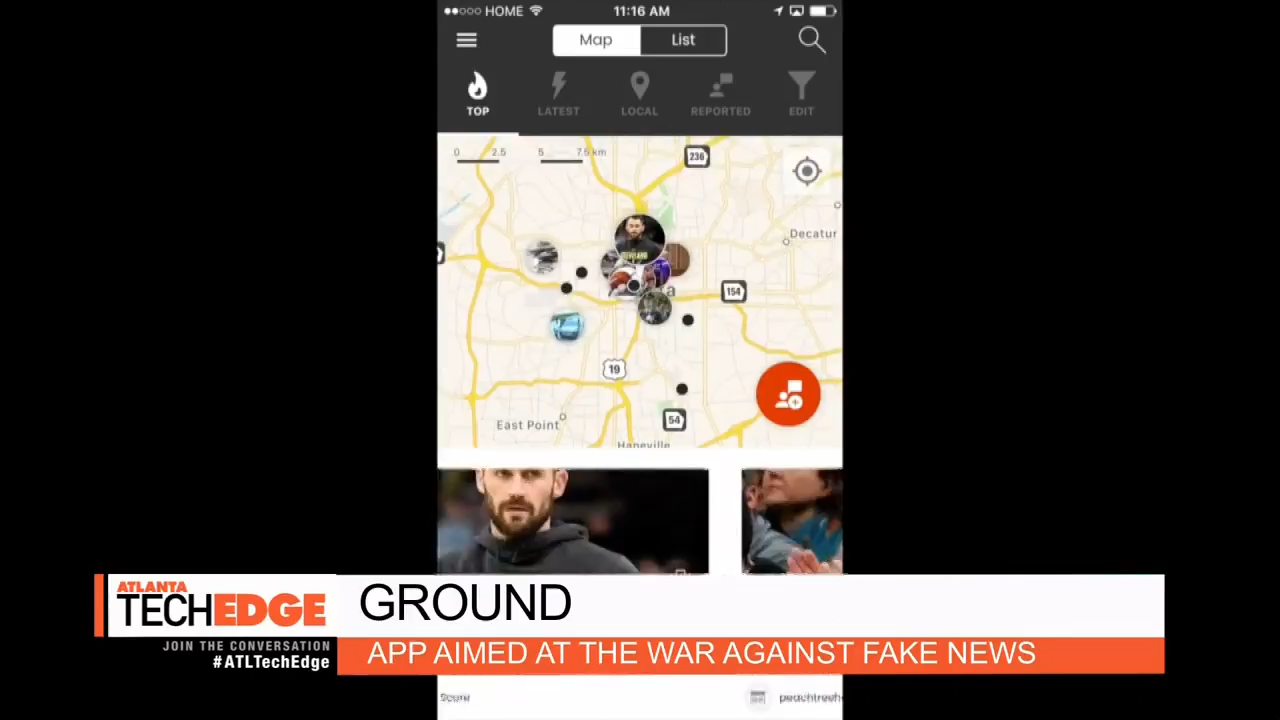 HOME 11:16 AM
Map List
TOP LATEST LOCAL REPORTED EDIT
0 2.5 5 7.5 km
236
Decatur
154
19
54
East Point
Hapeville
ATLANTA
TECHEDGE
JOIN THE CONVERSATION
#ATLTechEdge
GROUND
APP AIMED AT THE WAR AGAINST FAKE NEWS
Score